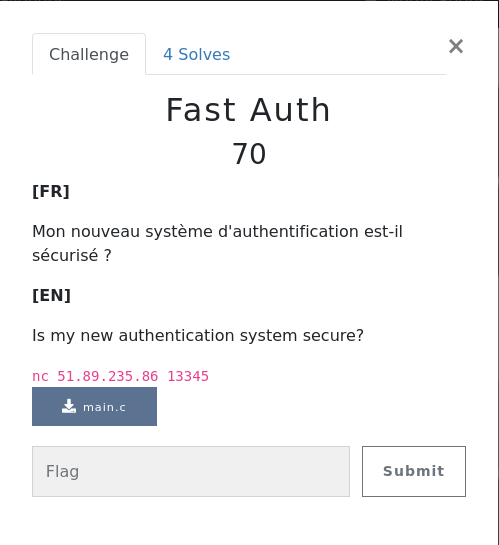 Challenge
4 Solves
×
Fast Auth
70
[FR]
Mon nouveau système d'authentification est-il
sécurisé ?
[EN]
Is my new authentication system secure?
nc 51.89.235.86 13345
main.c
Flag
Submit